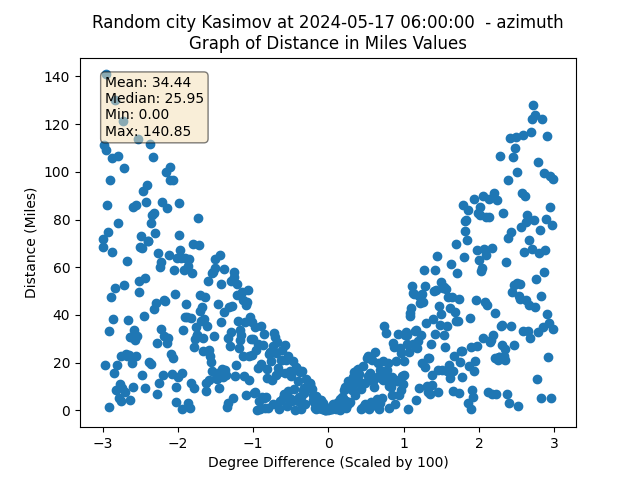 Random city Kasimov at 2024-05-17 06:00:00  - azimuth
Graph of Distance in Miles Values
Mean: 34.44
Median: 25.95
Min: 0.00
Max: 140.85
Distance (Miles)
140
120
100
80
60
40
20
0
−3 −2 −1 0 1 2 3
Degree Difference (Scaled by 100)